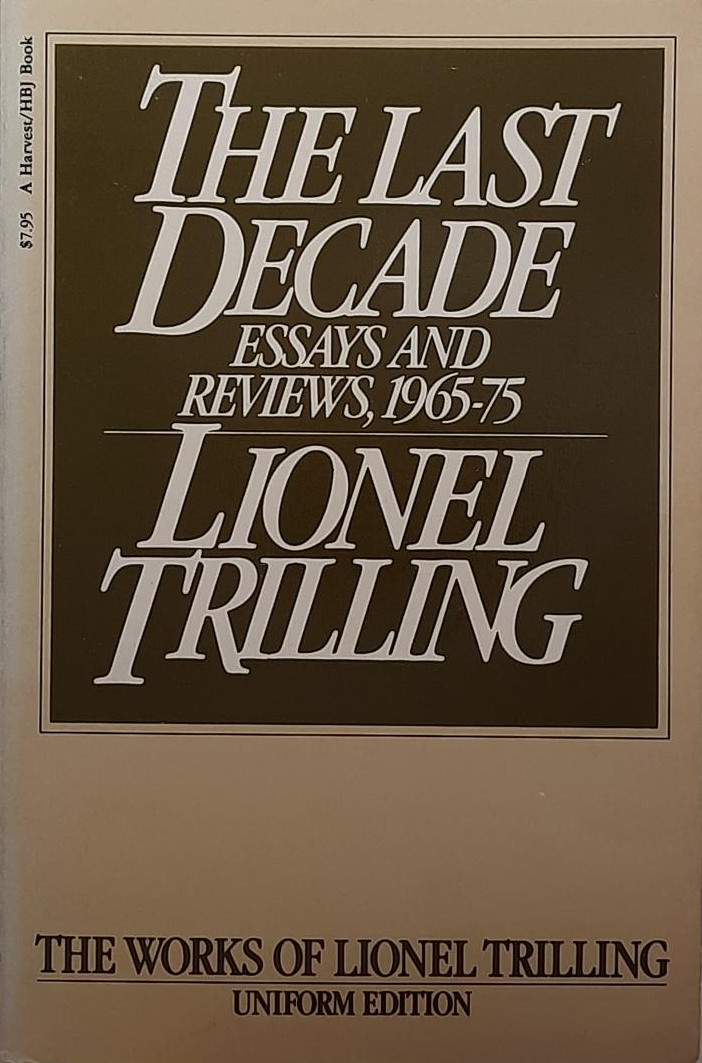 $7.95 A Harvest/HBJ Book
THE LAST
DECADE
ESSAYS AND
REVIEWS, 1965-75
LIONEL
TRILLING
THE WORKS OF LIONEL TRILLING
UNIFORM EDITION